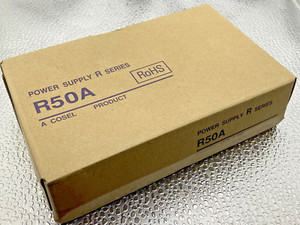 POWER SUPPLY R SERIES
RoHS
R50A
A COSEL PRODUCT
POWER SUPPLY R SERIES
R50A